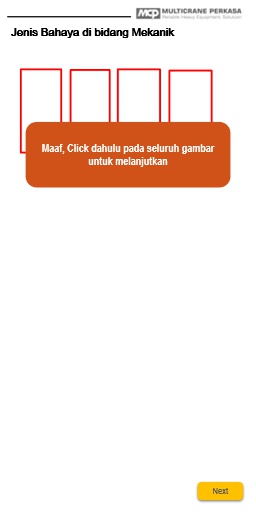 MCP MULTICRANE PERKASA
Reliable Heavy Equipment Solution
Jenis Bahaya di bidang Mekanik
Maaf, Click dahulu pada seluruh gambar
untuk melanjutkan
Next